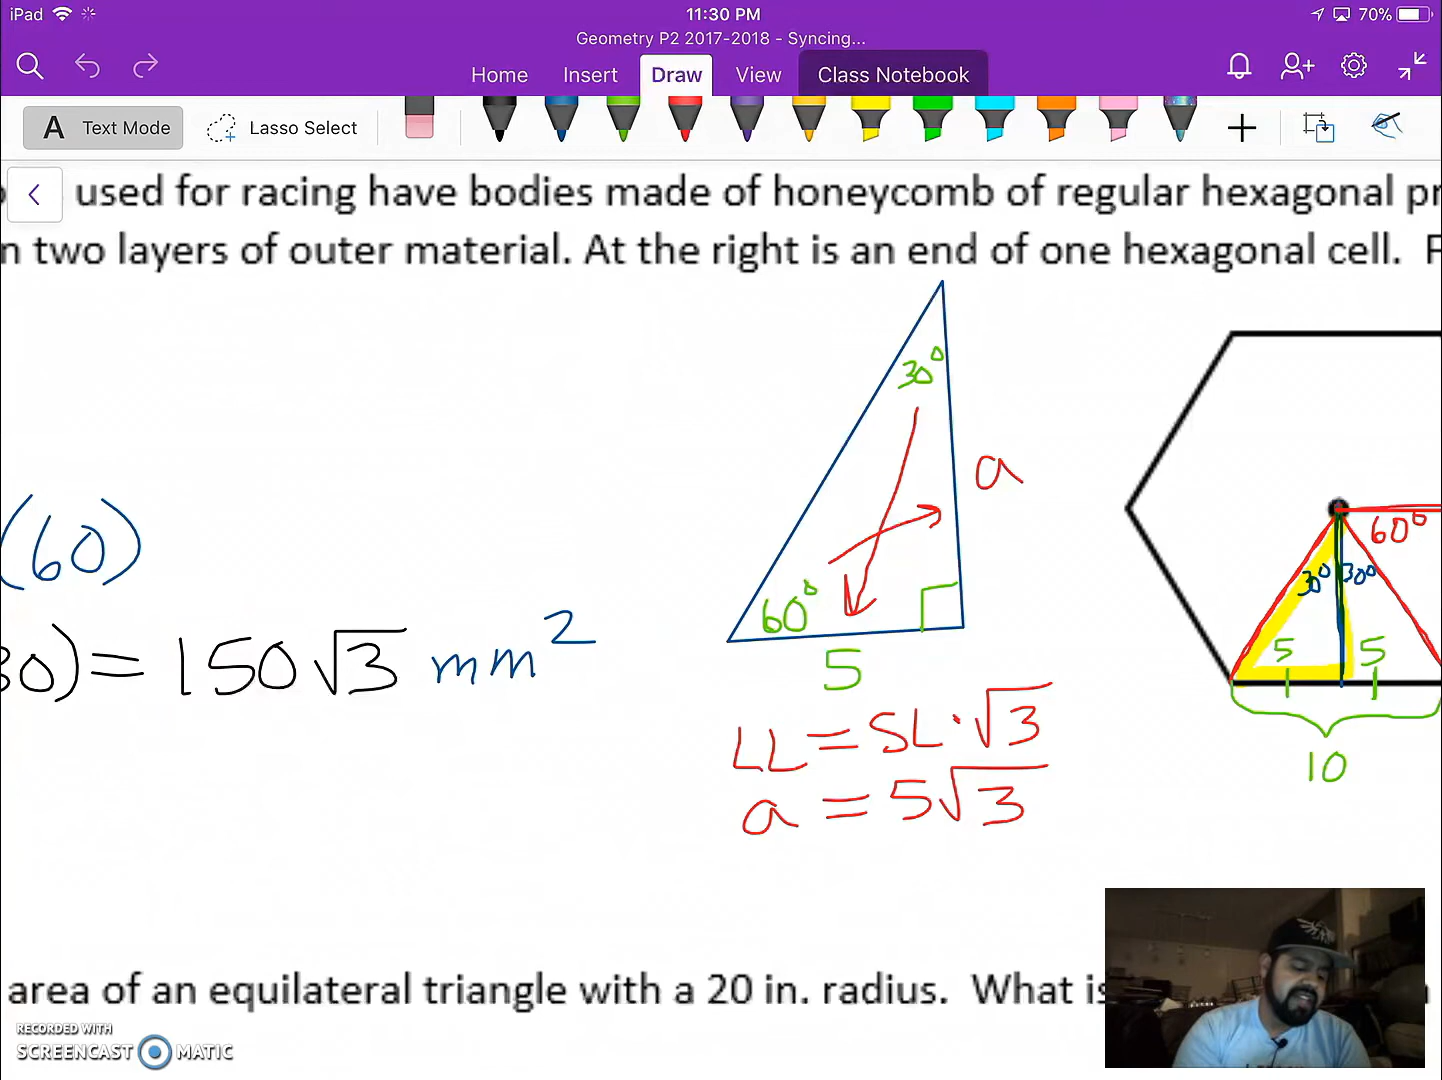 iPad 11:30 PM 70%
Geometry P2 2017-2018 - Syncing...
Home Insert Draw View Class Notebook
A Text Mode Lasso Select
used for racing have bodies made of honeycomb of regular hexagonal pr
n two layers of outer material. At the right is an end of one hexagonal cell. F
30°
a
(60)
60°
5
60°
30° 30°
5 5
10
30) = 150√3 mm²
LL = SL · √3
a = 5√3
area of an equilateral triangle with a 20 in. radius. What is
RECORDED WITH
SCREENCAST MATIC